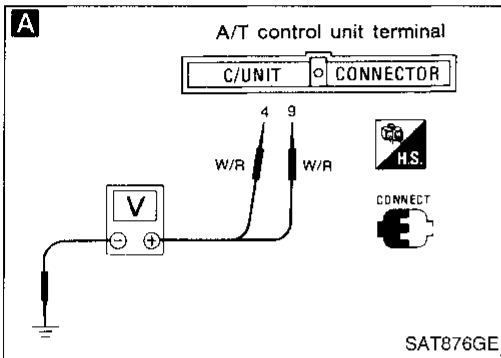 A
A/T control unit terminal
C/UNIT CONNECTOR
4 9
W/R W/R
H.S.
CONNECT
V
SAT876GE